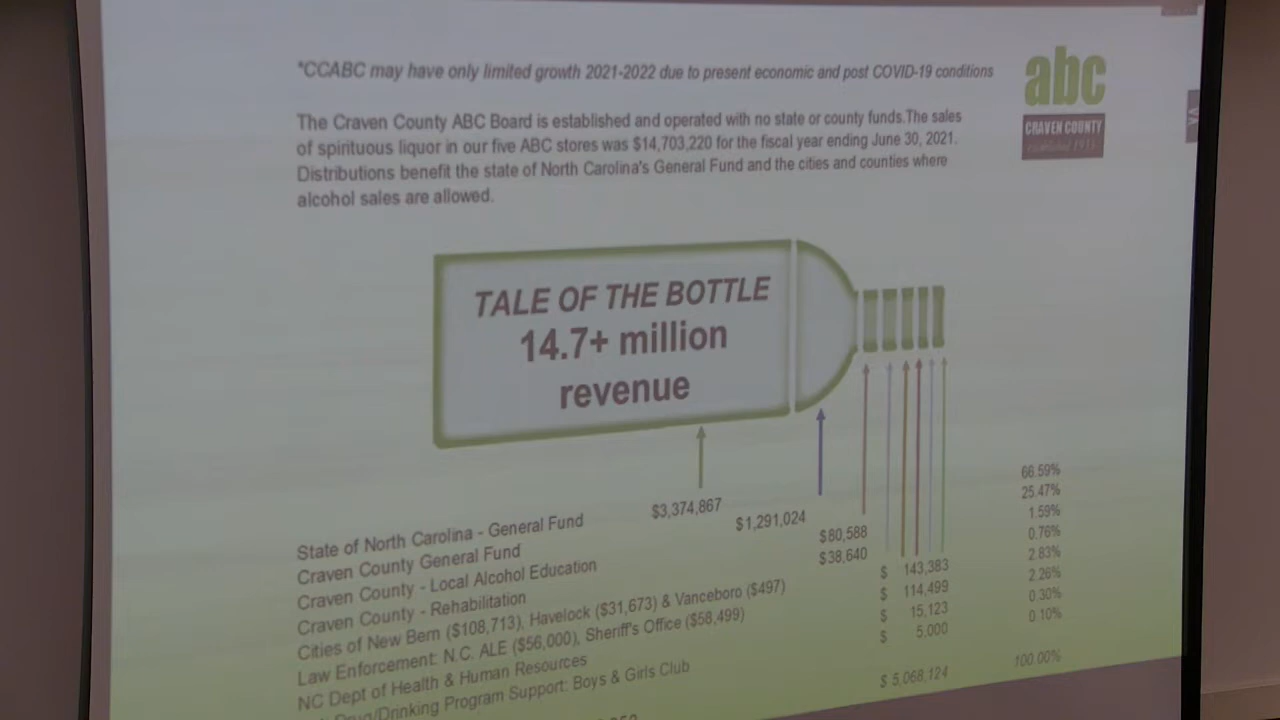 *CCABC may have only limited growth 2021-2022 due to present economic and post COVID-19 conditions
abc
CRAVEN COUNTY
The Craven County ABC Board is established and operated with no state or county funds.The sales
of spirituous liquor in our five ABC stores was $14,703,220 for the fiscal year ending June 30, 2021.
Distributions benefit the state of North Carolina's General Fund and the cities and counties where
alcohol sales are allowed.
TALE OF THE BOTTLE
14.7+ million
revenue
State of North Carolina - General Fund $3,374,867 66.59%
Craven County General Fund $1,291,024 25.47%
Craven County - Local Alcohol Education $80,588 1.59%
Craven County - Rehabilitation $38,640 0.76%
Cities of New Bern ($108,713), Havelock ($31,673) & Vanceboro ($497) $ 143,383 2.83%
Law Enforcement: N.C. ALE ($56,000), Sheriff's Office ($58,499) $ 114,499 2.26%
NC Dept of Health & Human Resources $ 15,123 0.30%
Drug/Drinking Program Support: Boys & Girls Club $ 5,000 0.10%
$ 5,068,124 100.00%